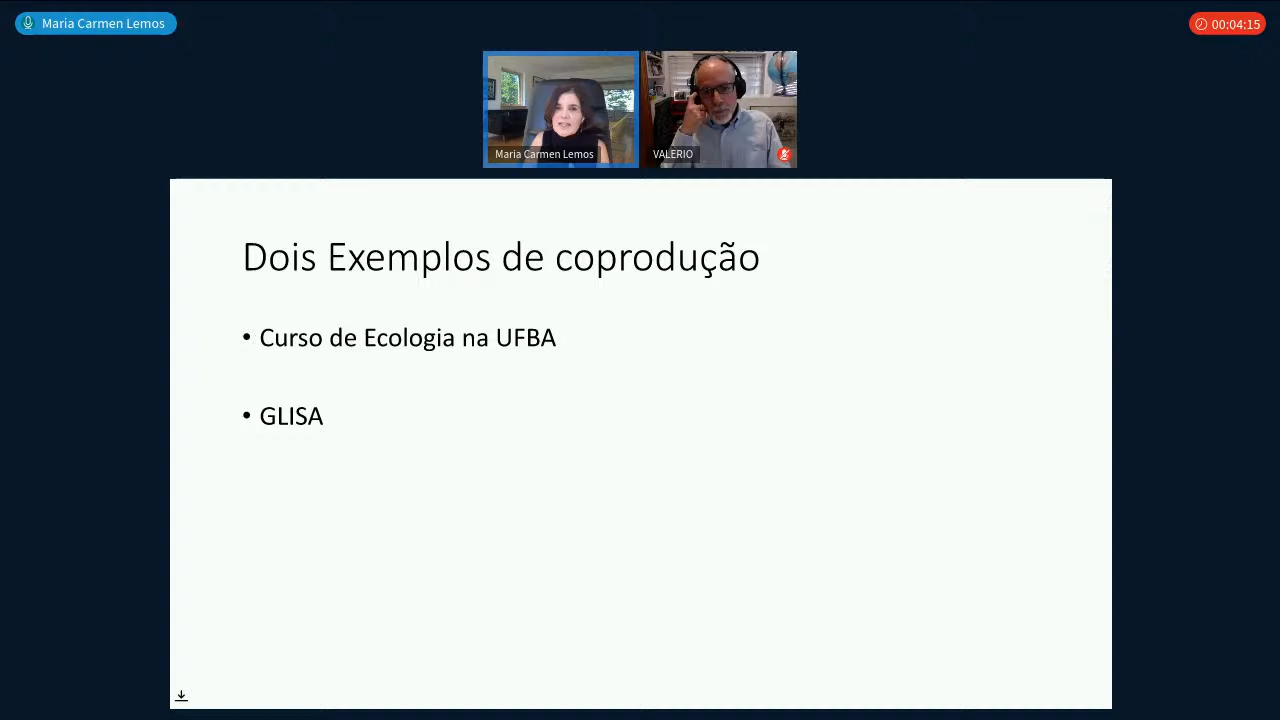 Maria Carmen Lemos
00:04:15
Maria Carmen Lemos
VALERIO
Dois Exemplos de coprodução
• Curso de Ecologia na UFBA
• GLISA